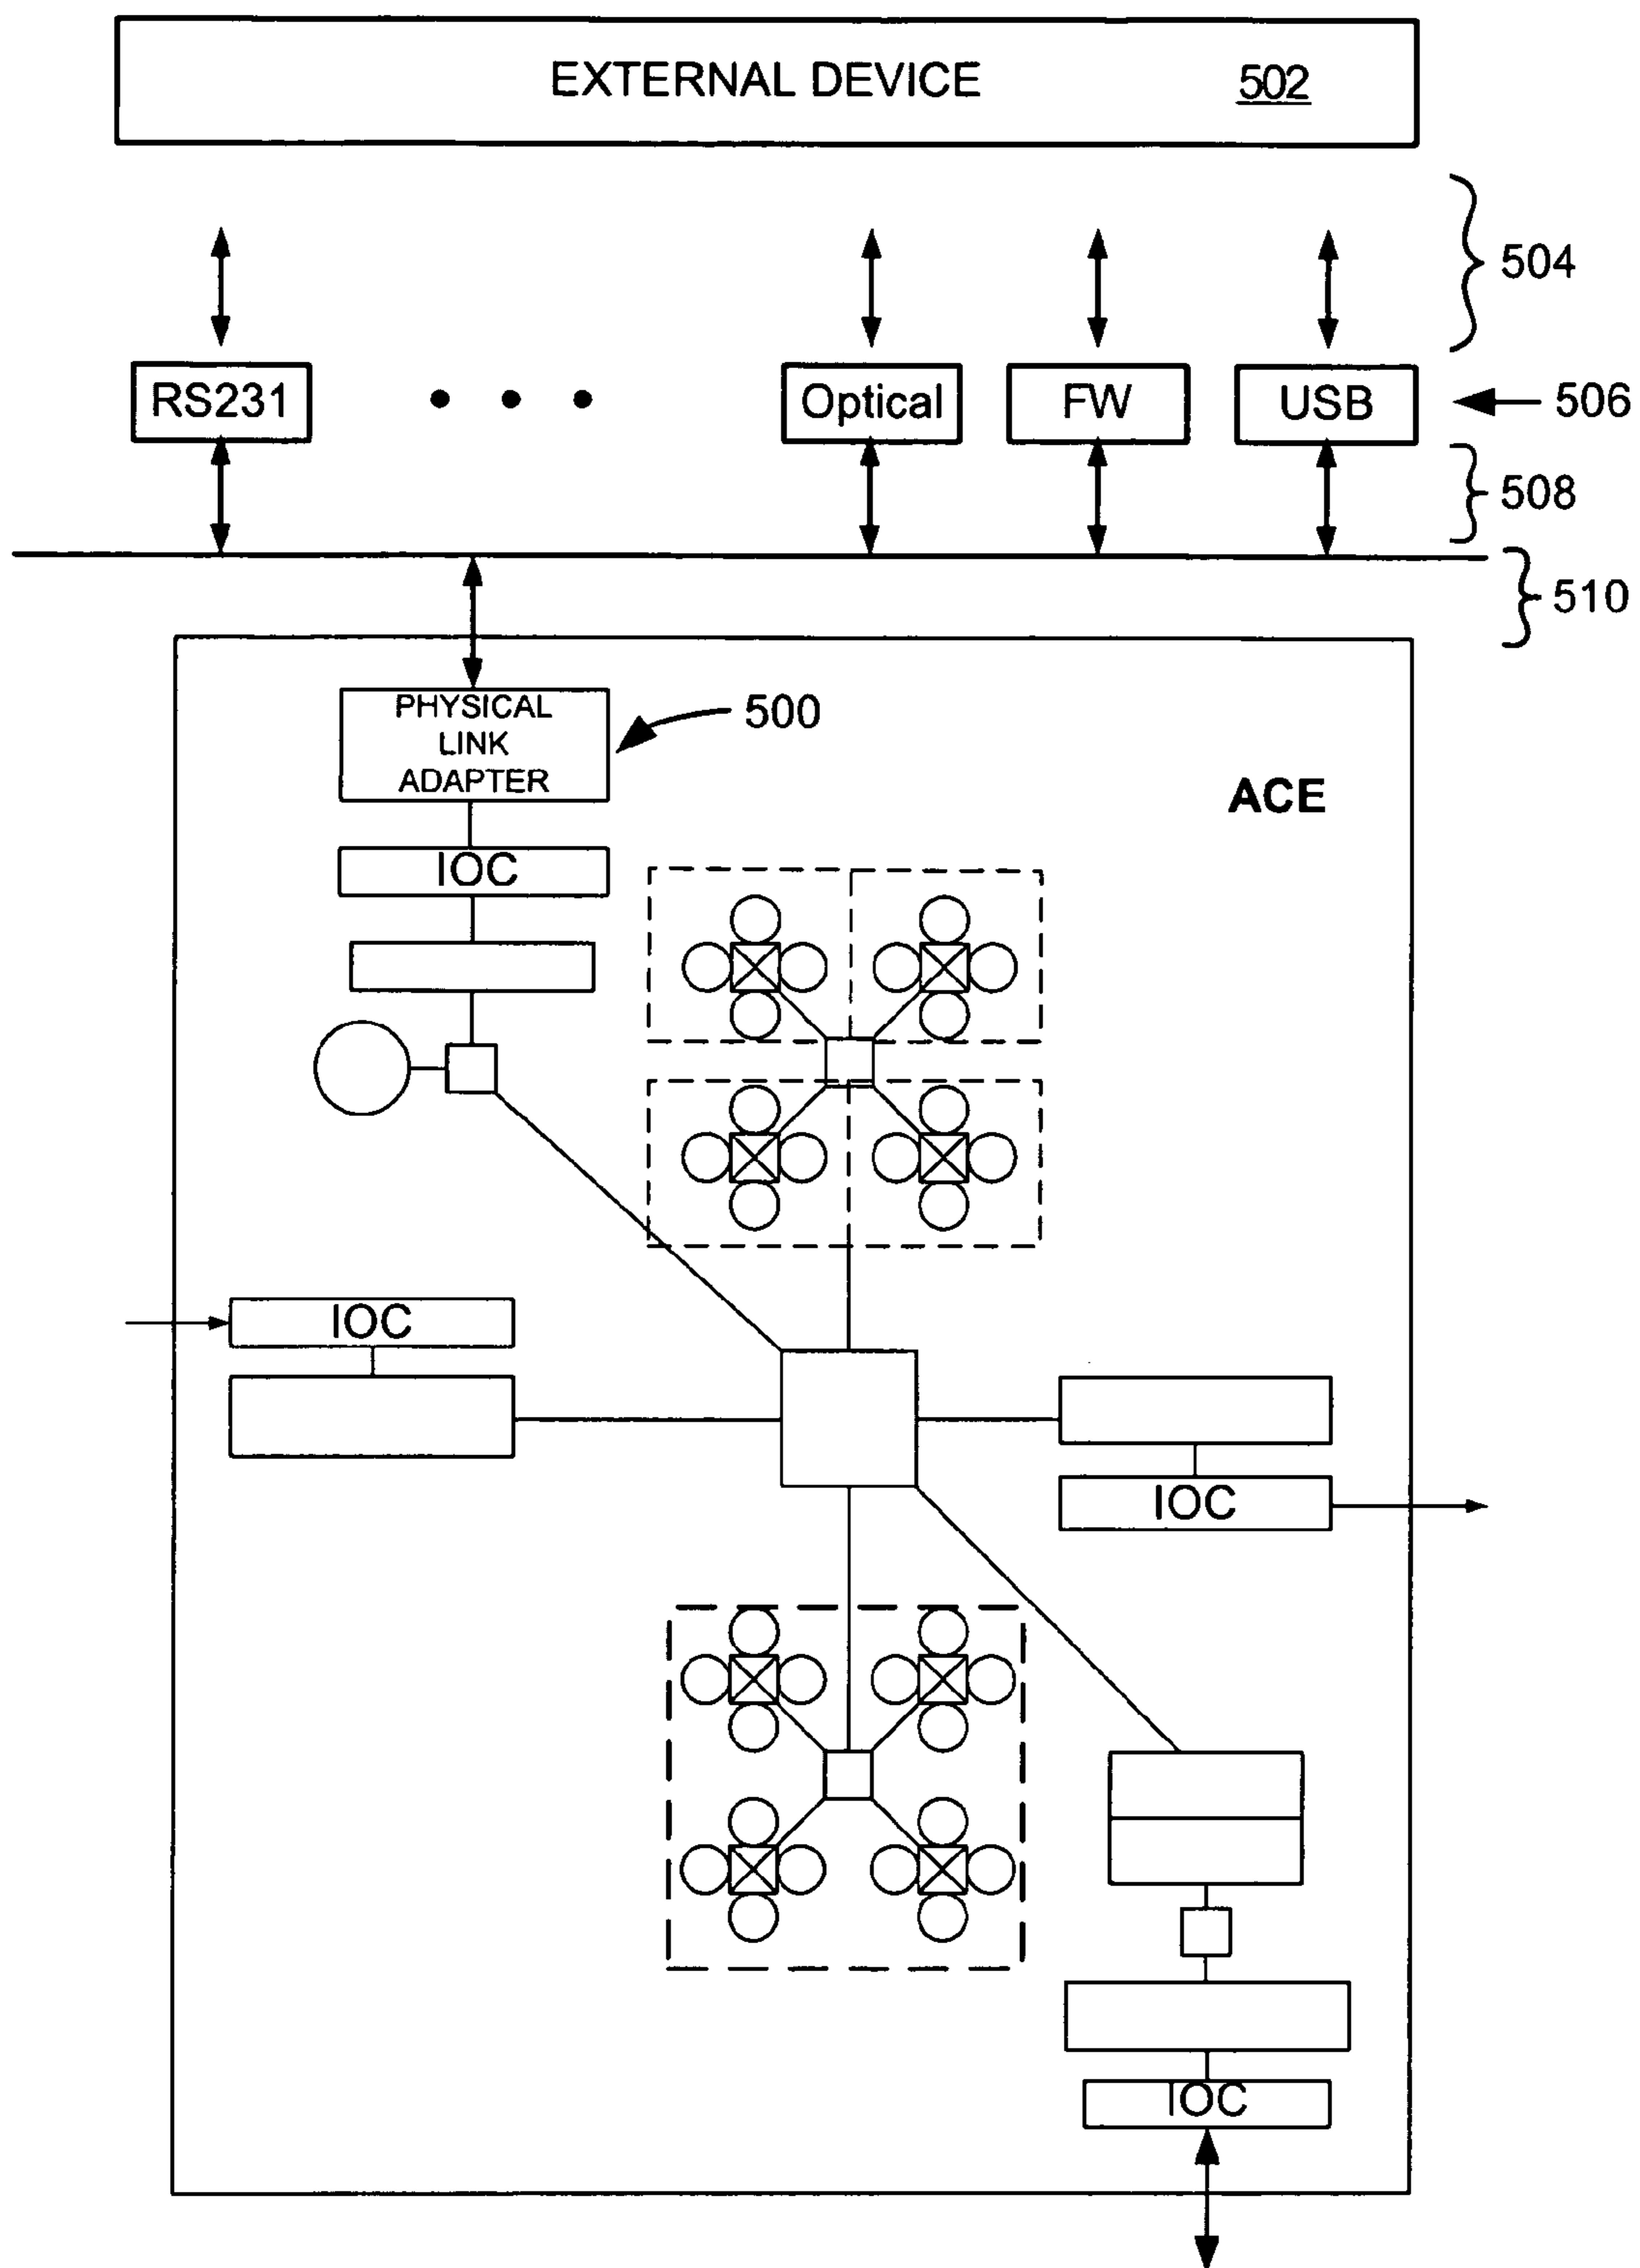 EXTERNAL DEVICE 502
504
RS231 • • • Optical FW USB 506
508
510
PHYSICAL
LINK
ADAPTER
500
ACE
IOC
IOC
IOC
IOC